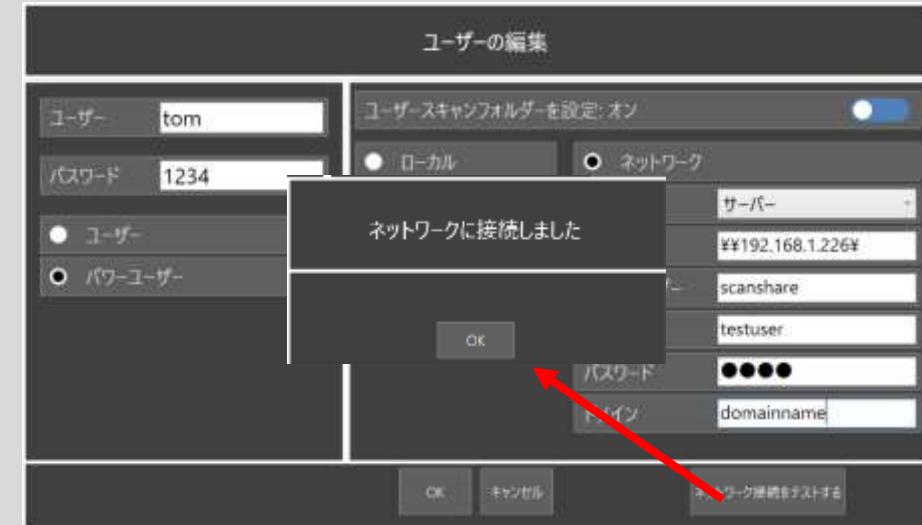 ユーザーの編集
ユーザー tom
パスワード 1234
ユーザー
パワーユーザー
ユーザースキャンフォルダーを設定: オン
ローカル
ネットワーク
サーバー
¥¥192.168.1.226¥
scanshare
testuser
パスワード ●●●●
ドメイン domainname
ネットワークに接続しました
OK
OK キャンセル ネットワーク接続をテストする